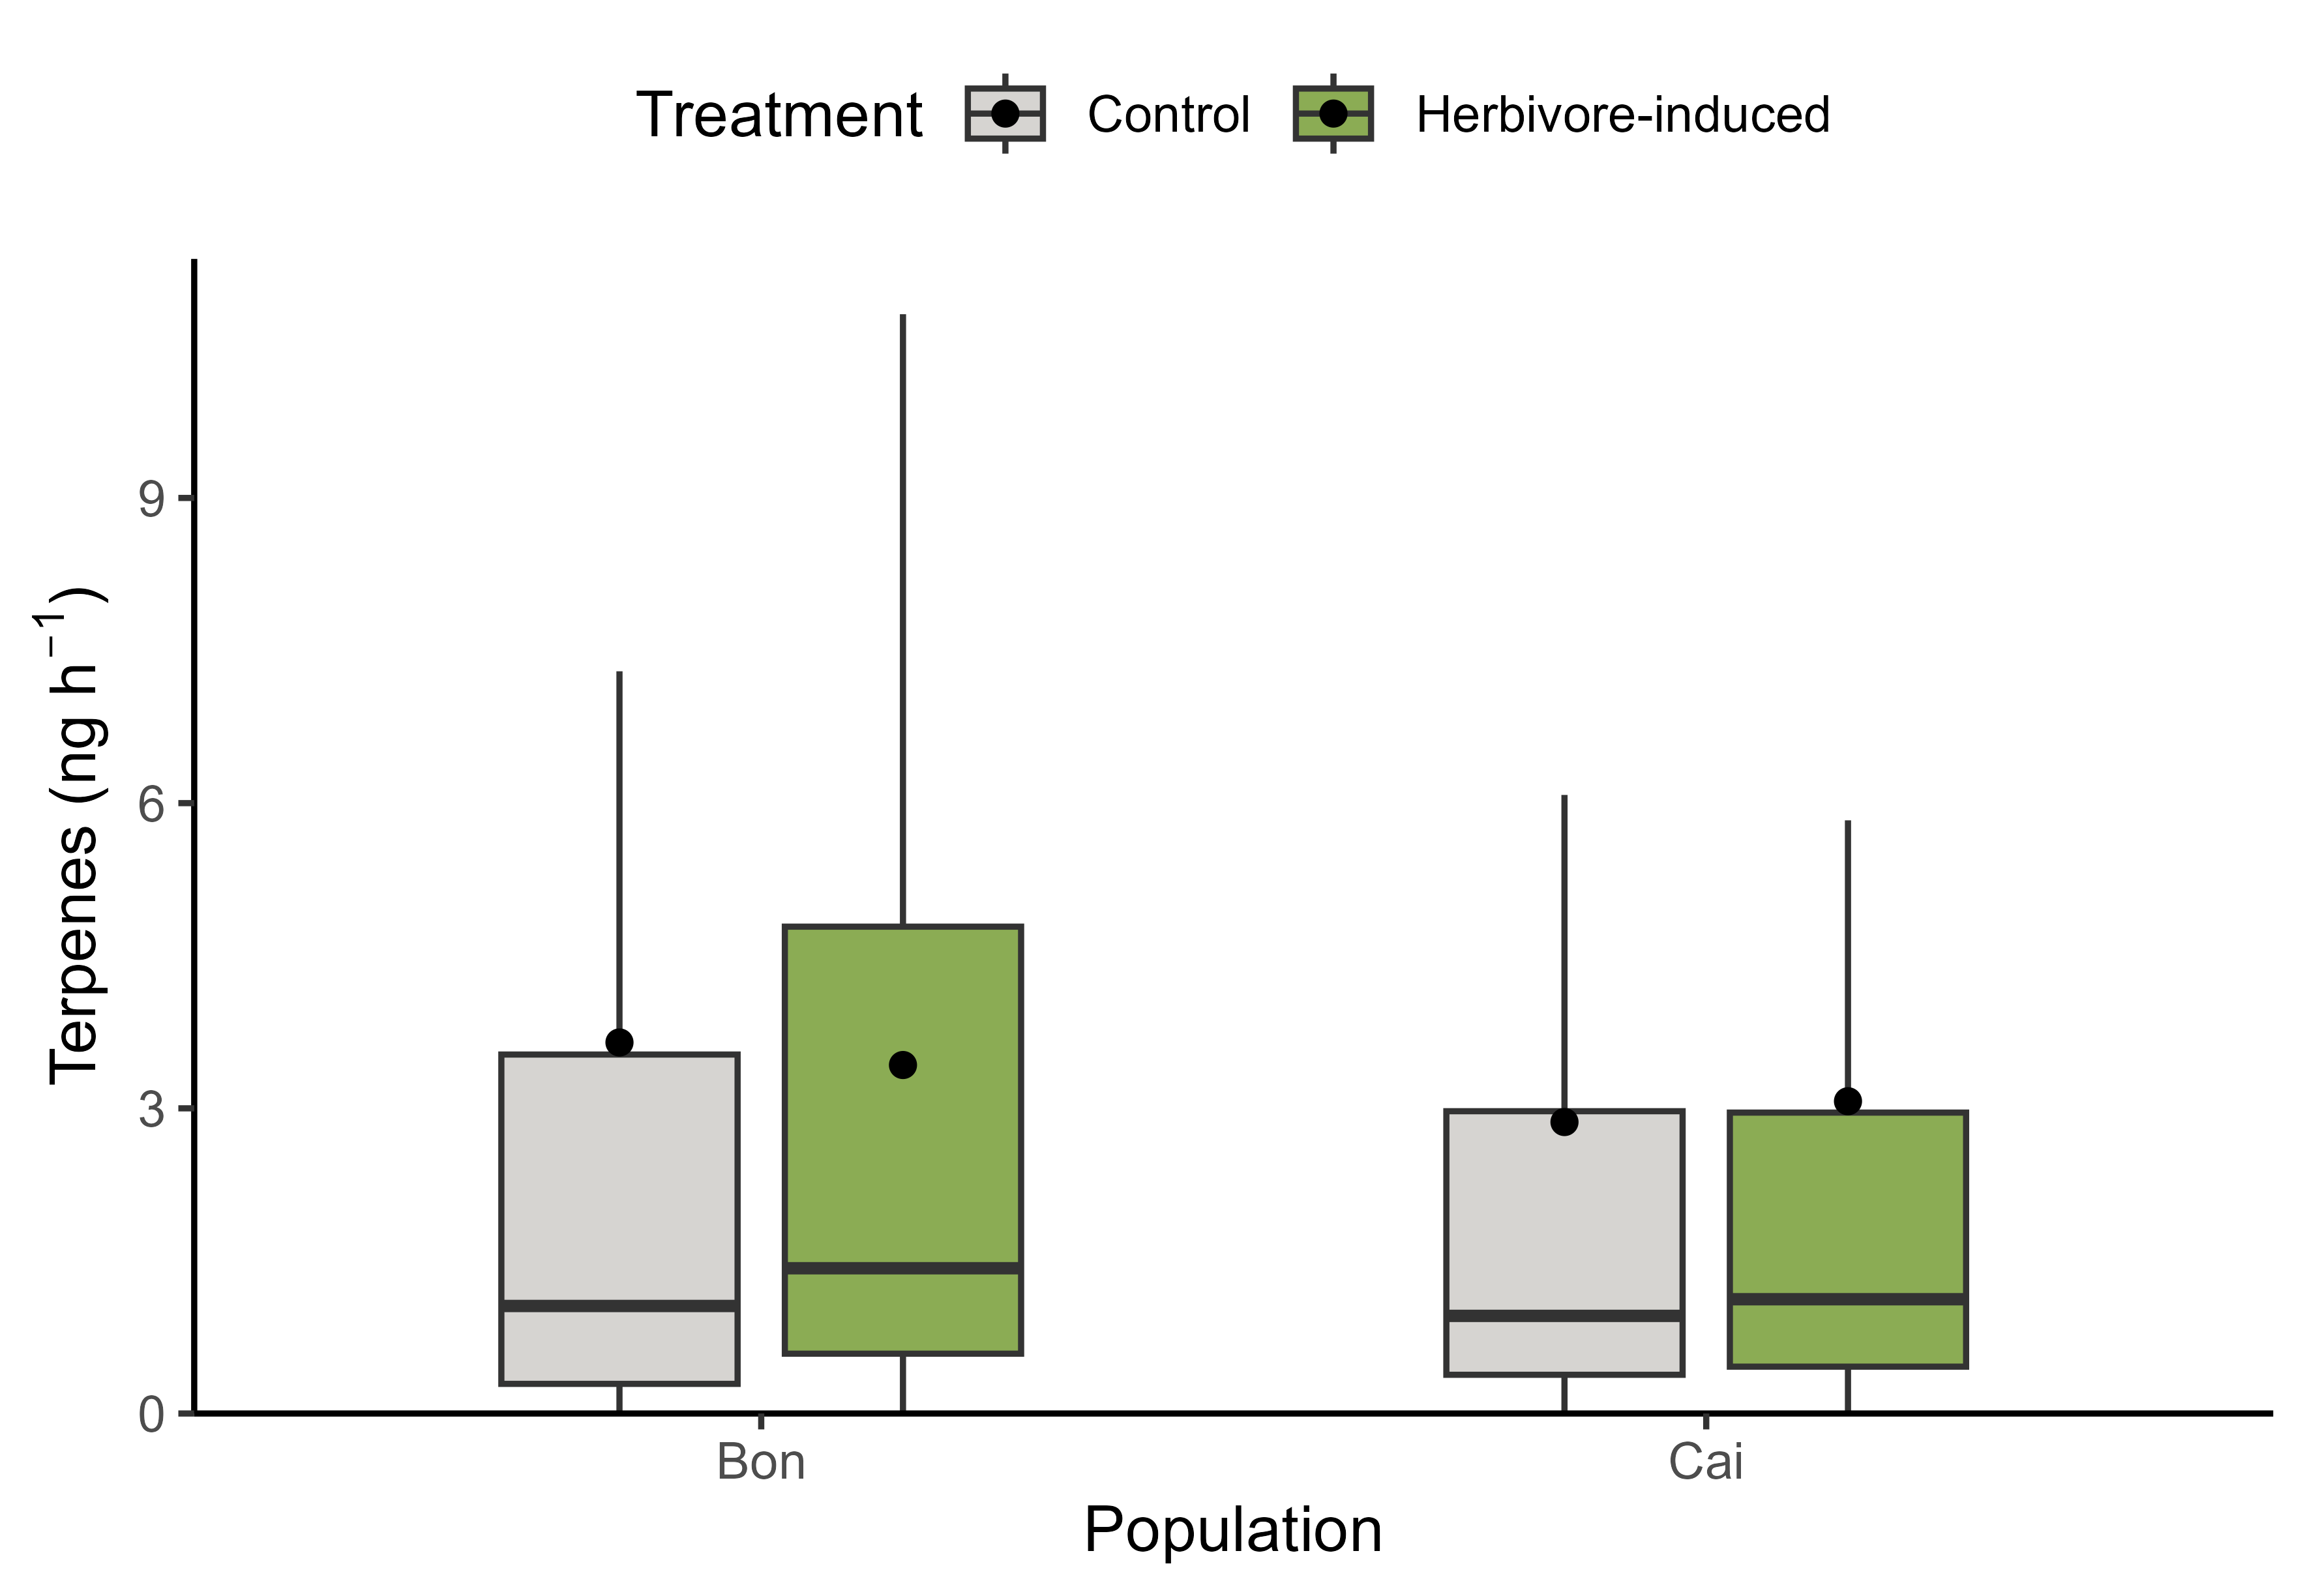 Treatment Control Herbivore-induced
Terpenes (ng h⁻¹)
9
6
3
0
Bon Cai
Population